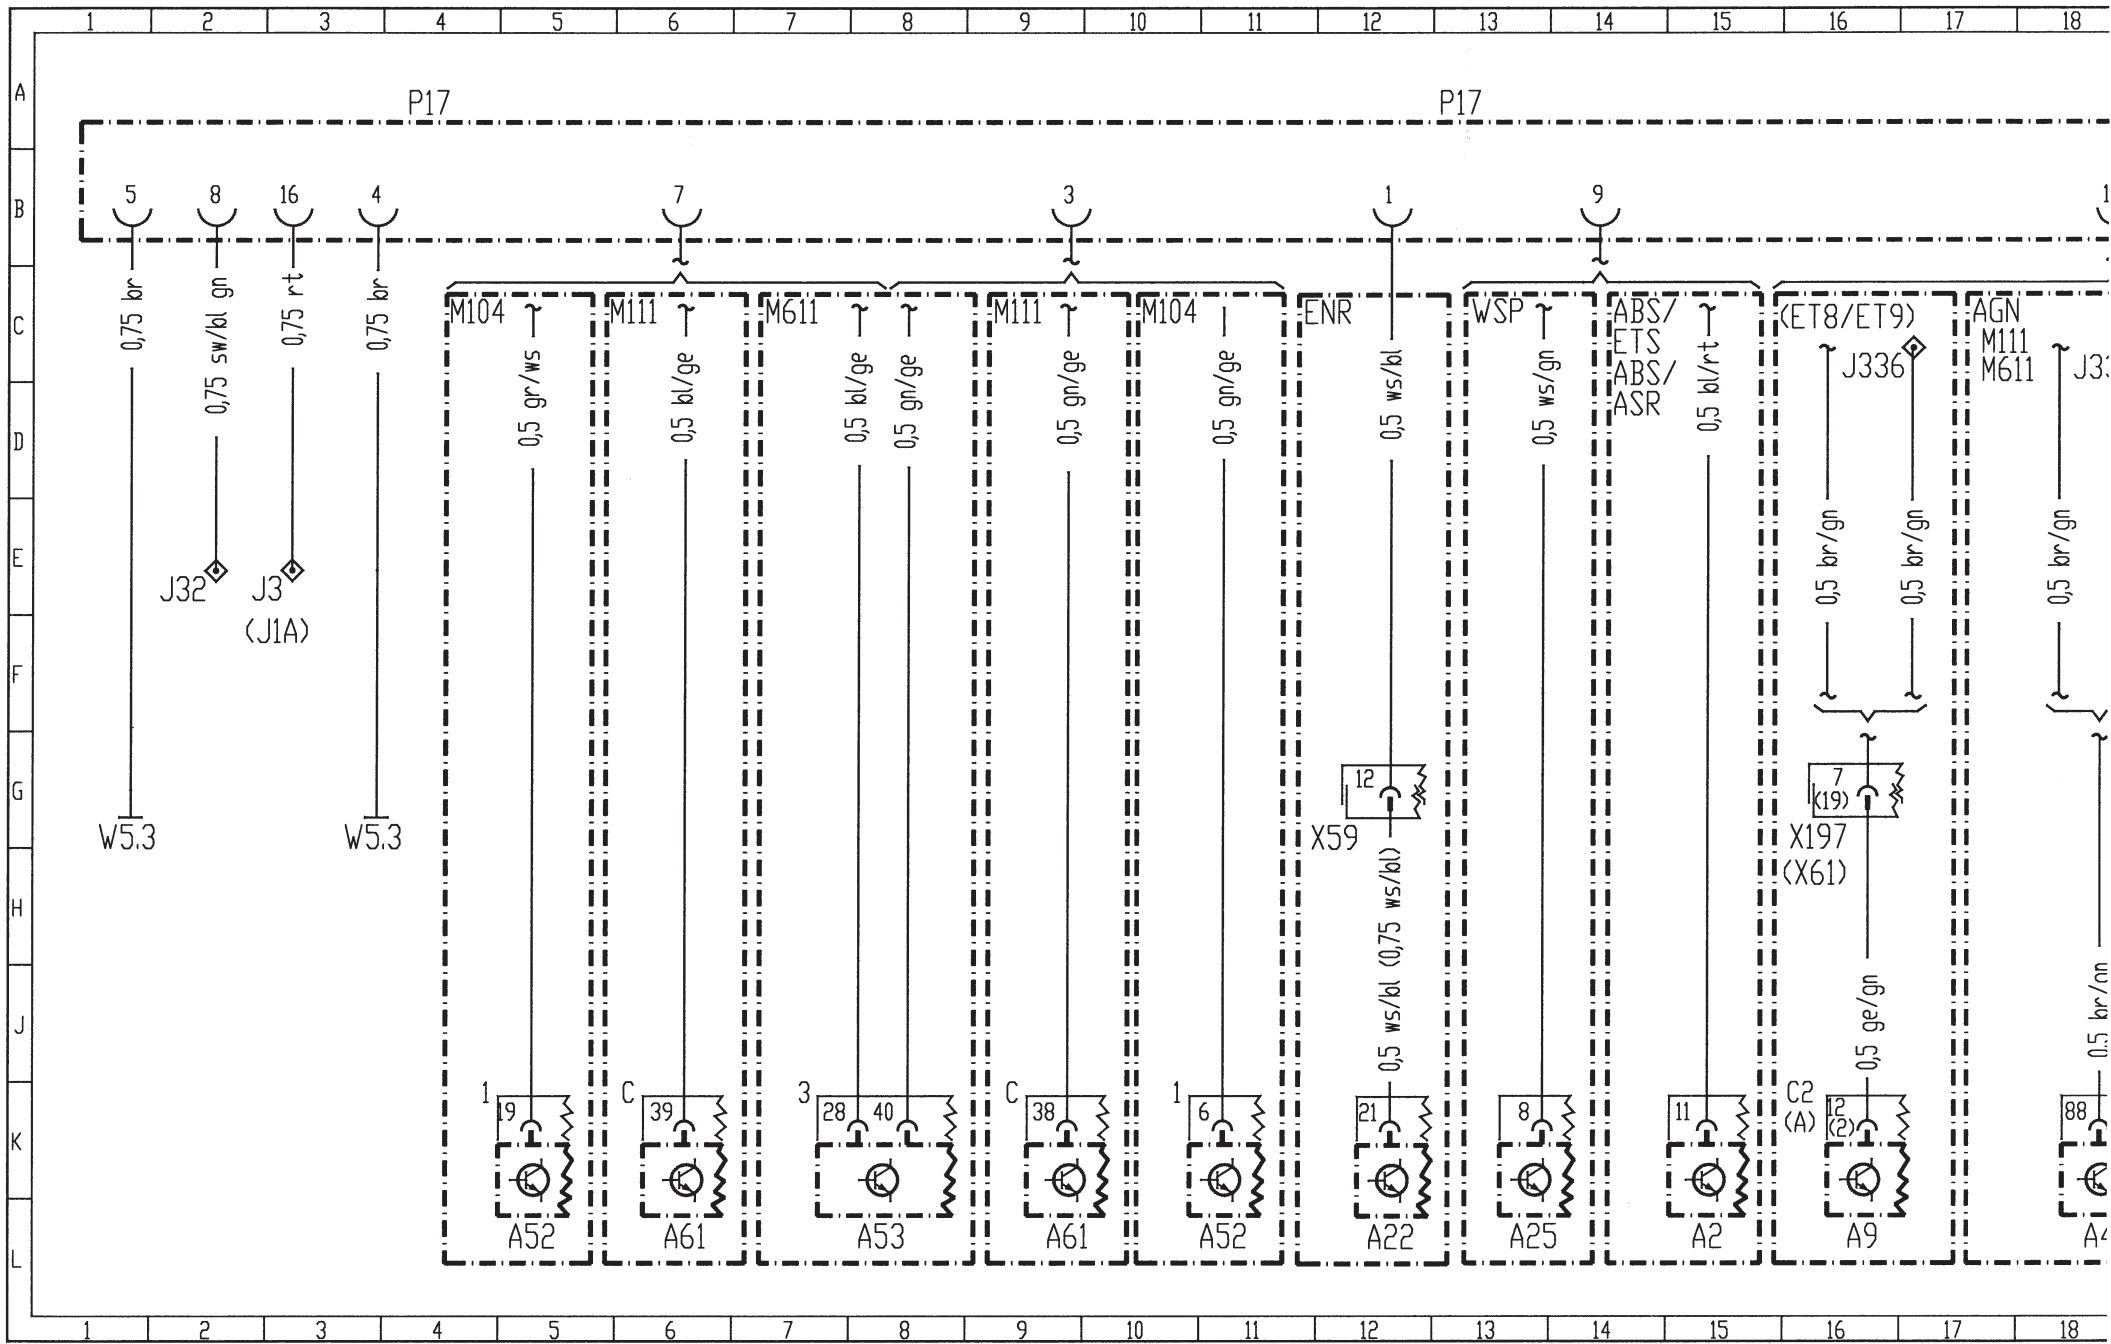 1 2 3 4 5 6 7 8 9 10 11 12 13 14 15 16 17 18
A
P17 P17
B
5 8 16 4 7 3 1 9
C
0,75 br
0,75 sw/bl gn
0,75 rt
0,75 br
M104
0,5 gr/ws
M111
0,5 bl/ge
M611
0,5 bl/ge
0,5 gn/ge
M111
0,5 gn/ge
M104
0,5 gn/ge
ENR
0,5 ws/bl
WSP
0,5 ws/gn
ABS/
ETS
ABS/
ASR
0,5 bl/rt
(ET8/ET9)
J336
AGN
M111
M611
D
E
0,5 br/gn
0,5 br/gn
0,5 br/gn
J32
J3
(J1A)
F
G
W5.3
W5.3
12
X59
7
(19)
X197
(X61)
H
0,5 ws/bl (0,75 ws/bl)
J
0,5 ge/gn
K
1 19
C 39
3 28 40
C 38
1 6
21
8
11
C2
(A)
12
(2)
88
L
A52 A61 A53 A61 A52 A22 A25 A2 A9
1 2 3 4 5 6 7 8 9 10 11 12 13 14 15 16 17 18